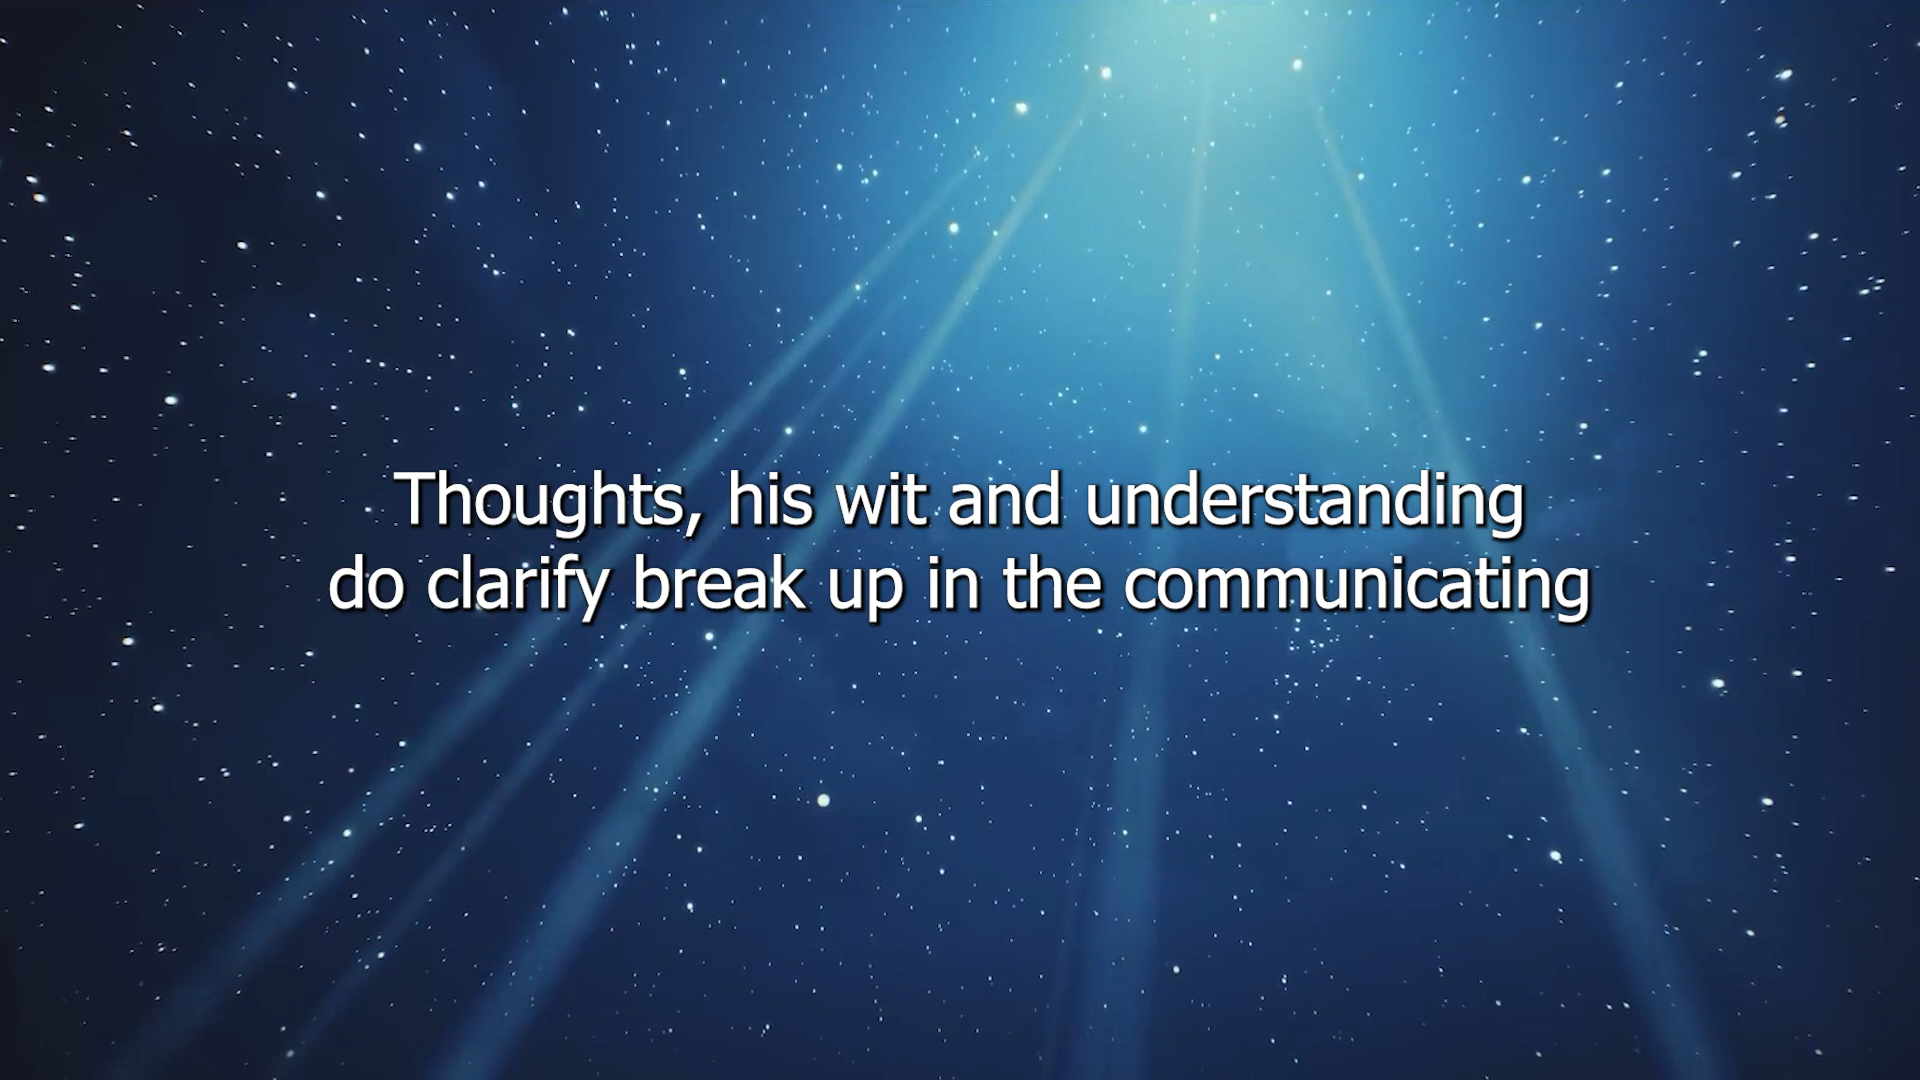 Thoughts, his wit and understanding
do clarify break up in the communicating